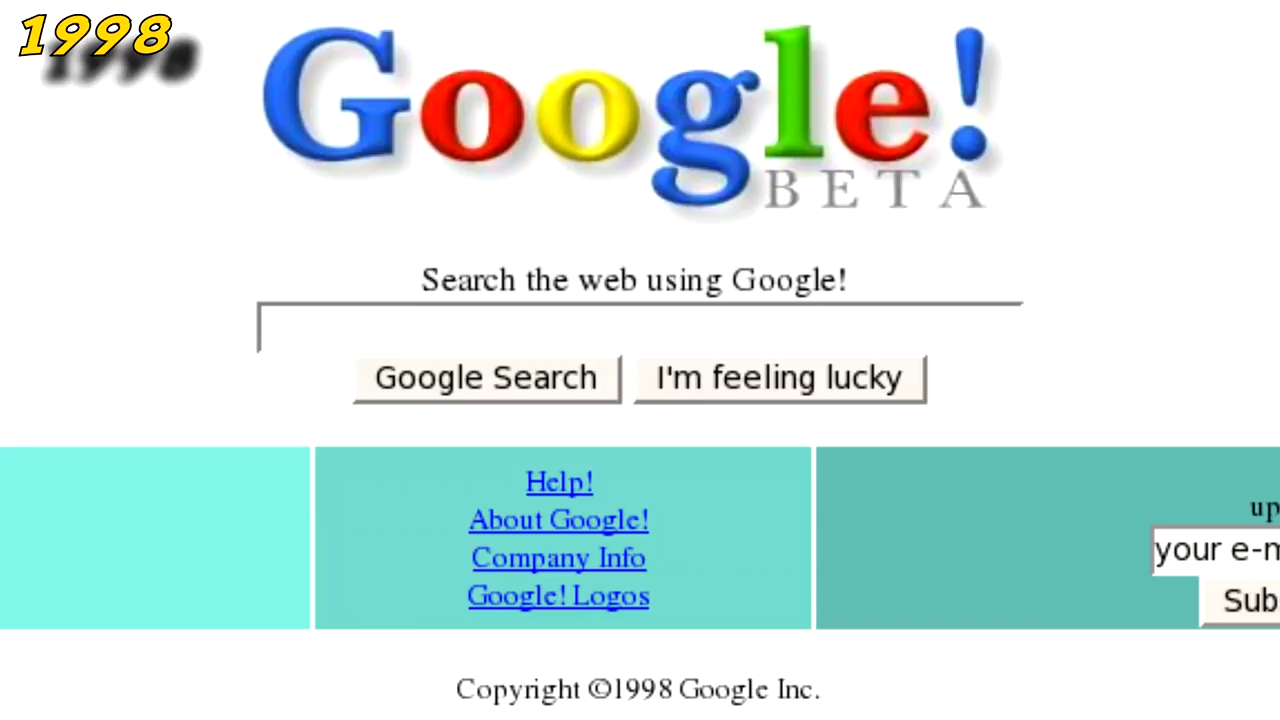 1998
Google!
BETA
Search the web using Google!
Google Search
I'm feeling lucky
Help!
About Google!
Company Info
Google! Logos
up
your e-m
Sub
Copyright ©1998 Google Inc.